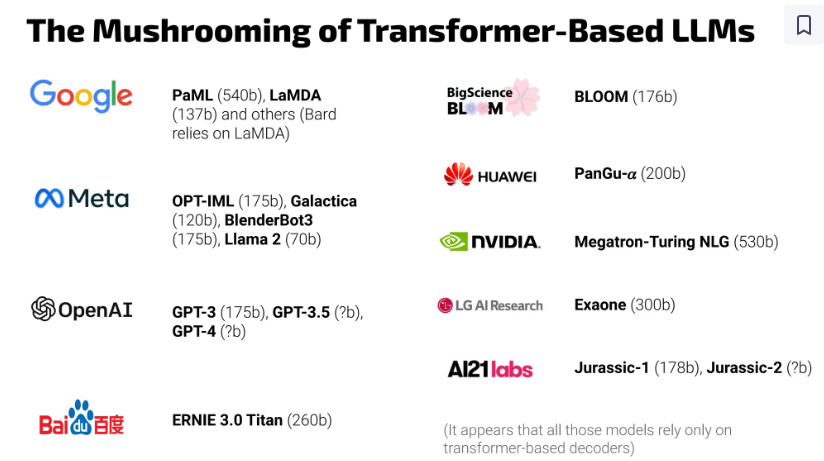 The Mushrooming of Transformer-Based LLMs
Google
PaML (540b), LaMDA
(137b) and others (Bard
relies on LaMDA)
Meta
OPT-IML (175b), Galactica
(120b), BlenderBot3
(175b), Llama 2 (70b)
OpenAI
GPT-3 (175b), GPT-3.5 (?b),
GPT-4 (?b)
Bai du 百度
ERNIE 3.0 Titan (260b)
BigScience
BLOOM
BLOOM (176b)
HUAWEI
PanGu-α (200b)
NVIDIA.
Megatron-Turing NLG (530b)
LG AI Research
Exaone (300b)
AI21labs
Jurassic-1 (178b), Jurassic-2 (?b)
(It appears that all those models rely only on
transformer-based decoders)